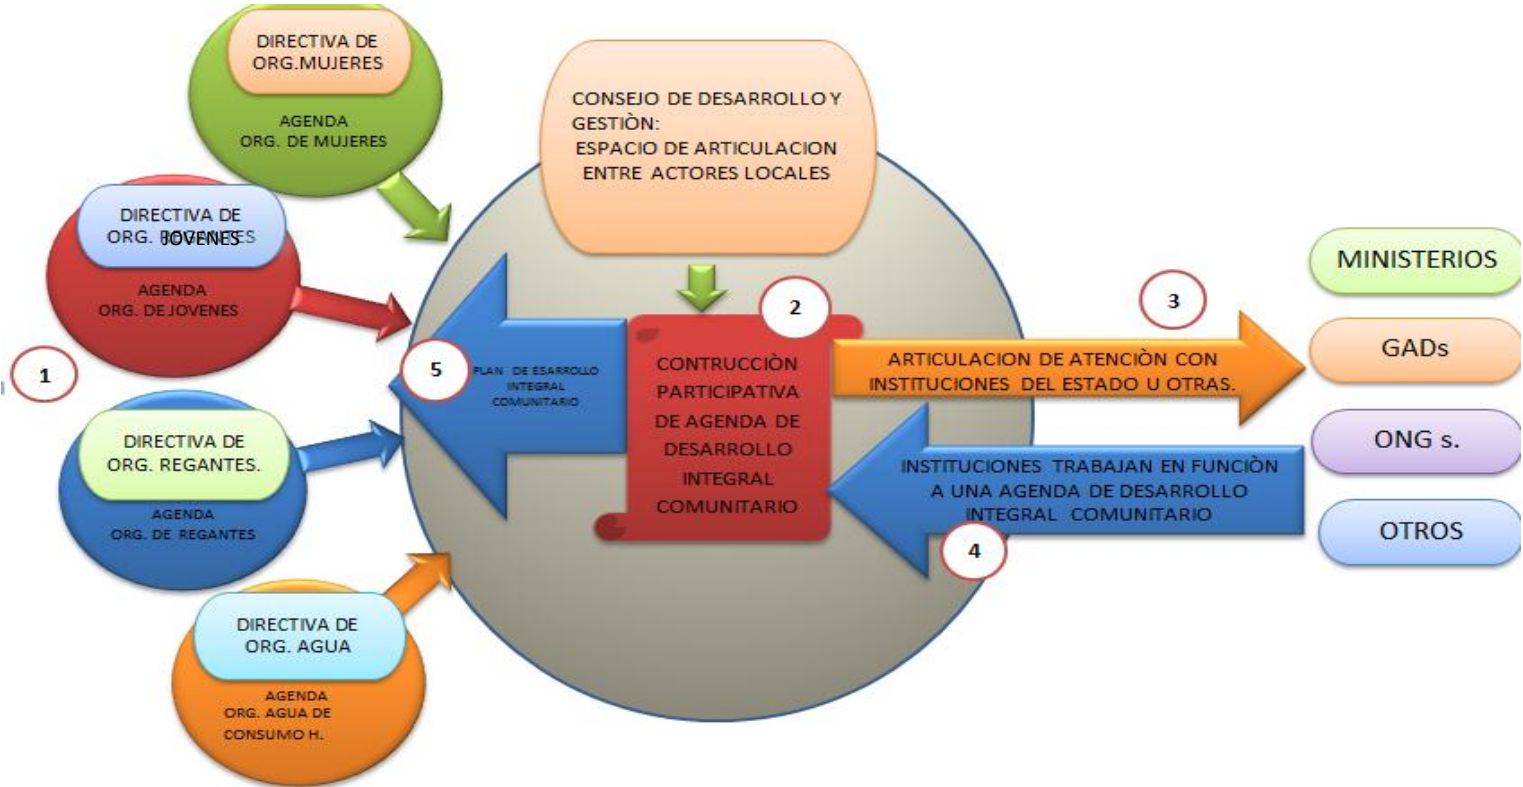 DIRECTIVA DE
ORG.MUJERES
AGENDA
ORG. DE MUJERES
DIRECTIVA DE
ORG. JOVENES
AGENDA
ORG. DE JOVENES
1
DIRECTIVA DE
ORG. REGANTES.
AGENDA
ORG. DE REGANTES
DIRECTIVA DE
ORG. AGUA
AGENDA
ORG. AGUA DE
CONSUMO H.
CONSEJO DE DESARROLLO Y
GESTIÒN:
ESPACIO DE ARTICULACION
ENTRE ACTORES LOCALES
2
CONTRUCCIÒN
PARTICIPATIVA
DE AGENDA DE
DESARROLLO
INTEGRAL
COMUNITARIO
3
ARTICULACION DE ATENCIÒN CON
INSTITUCIONES DEL ESTADO U OTRAS.
INSTITUCIONES TRABAJAN EN FUNCIÒN
A UNA AGENDA DE DESARROLLO
INTEGRAL COMUNITARIO
4
5
PLAN DE ESARROLLO
INTEGRAL
COMUNITARIO
MINISTERIOS
GADs
ONG s.
OTROS